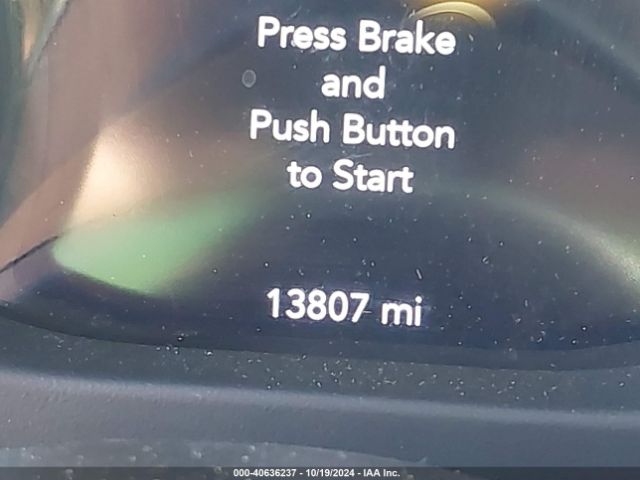 Press Brake
and
Push Button
to Start
13807 mi
000-40636237 - 10/19/2024 - IAA Inc.